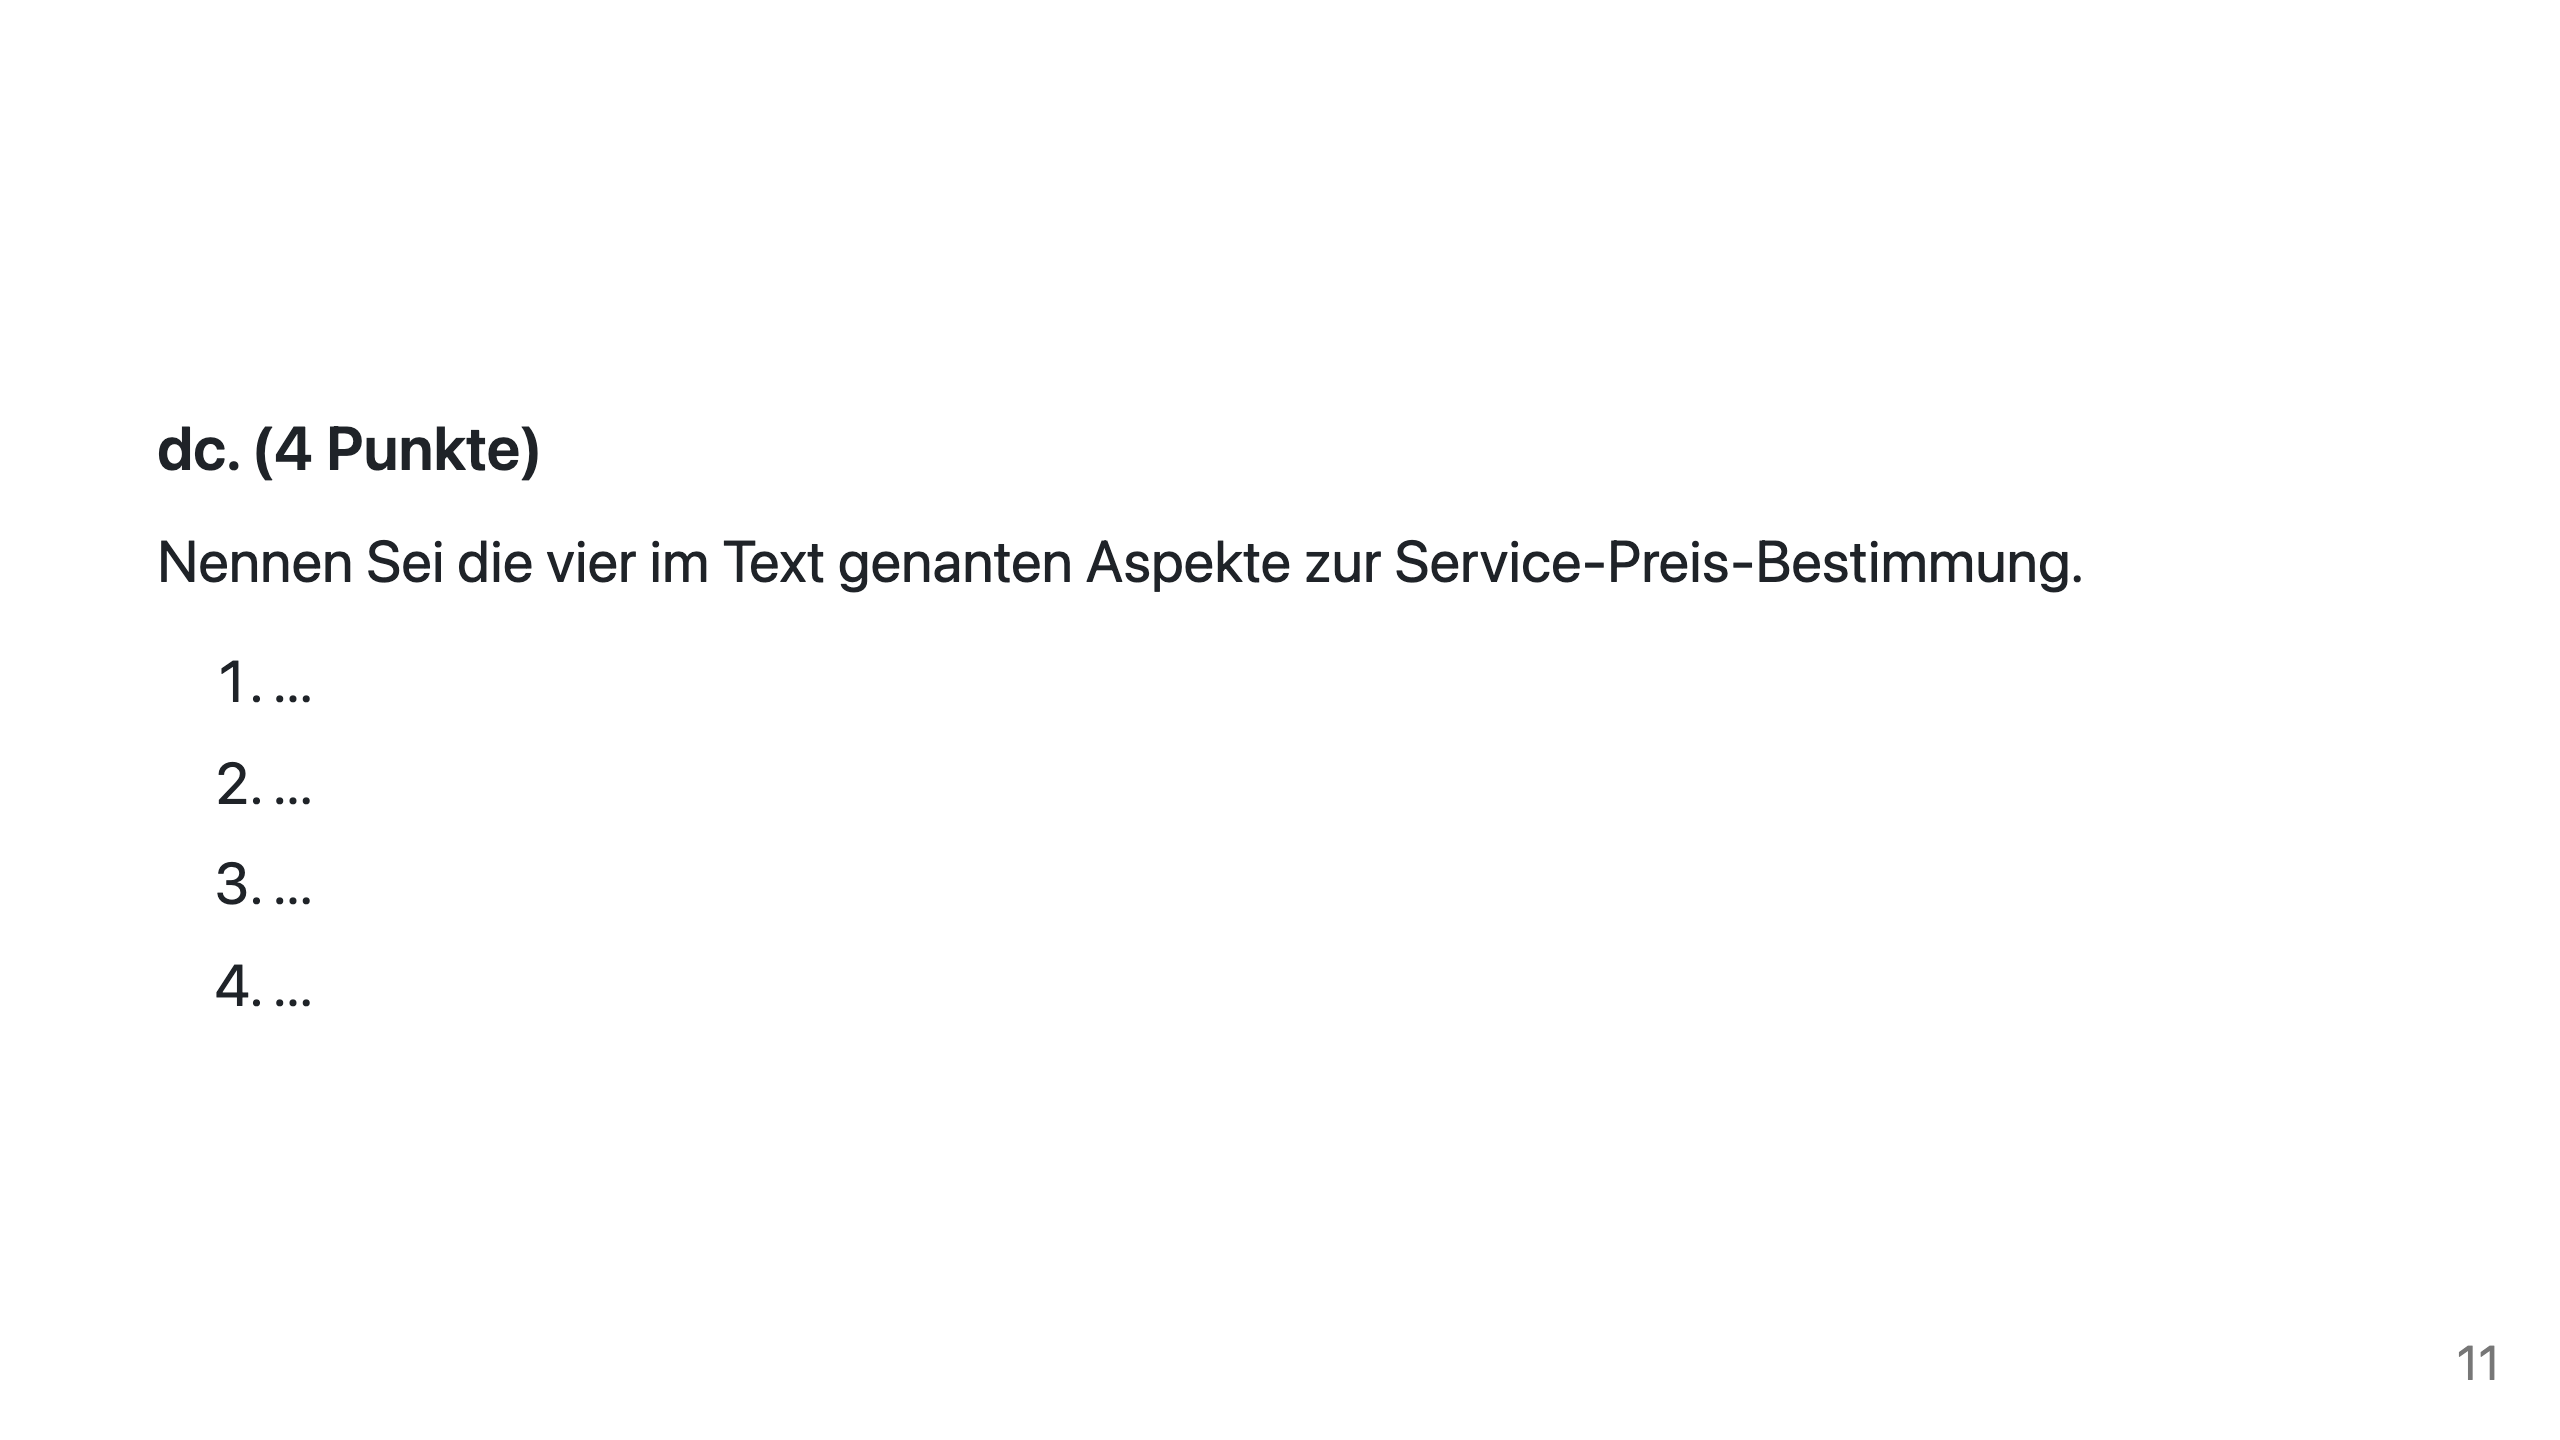 dc. (4 Punkte)
Nennen Sei die vier im Text genanten Aspekte zur Service-Preis-Bestimmung.
1. ...
2. ...
3. ...
4. ...
11